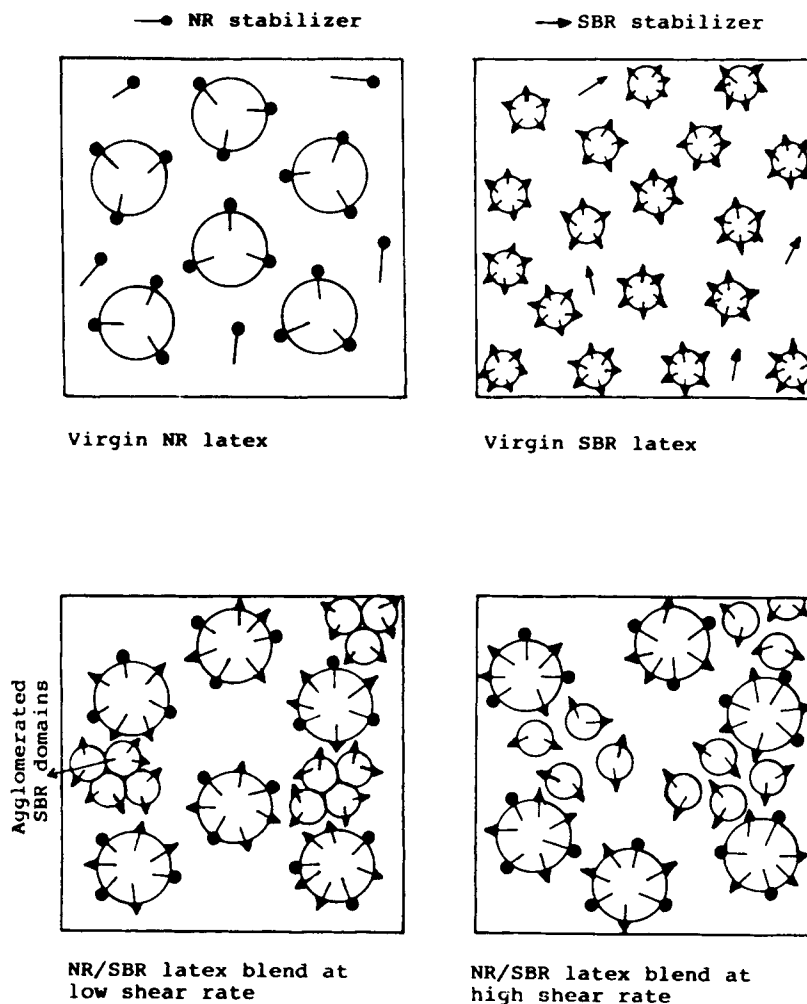 NR stabilizer
SBR stabilizer
Virgin NR latex
Virgin SBR latex
Agglomerated
SBR domains
NR/SBR latex blend at
low shear rate
NR/SBR latex blend at
high shear rate